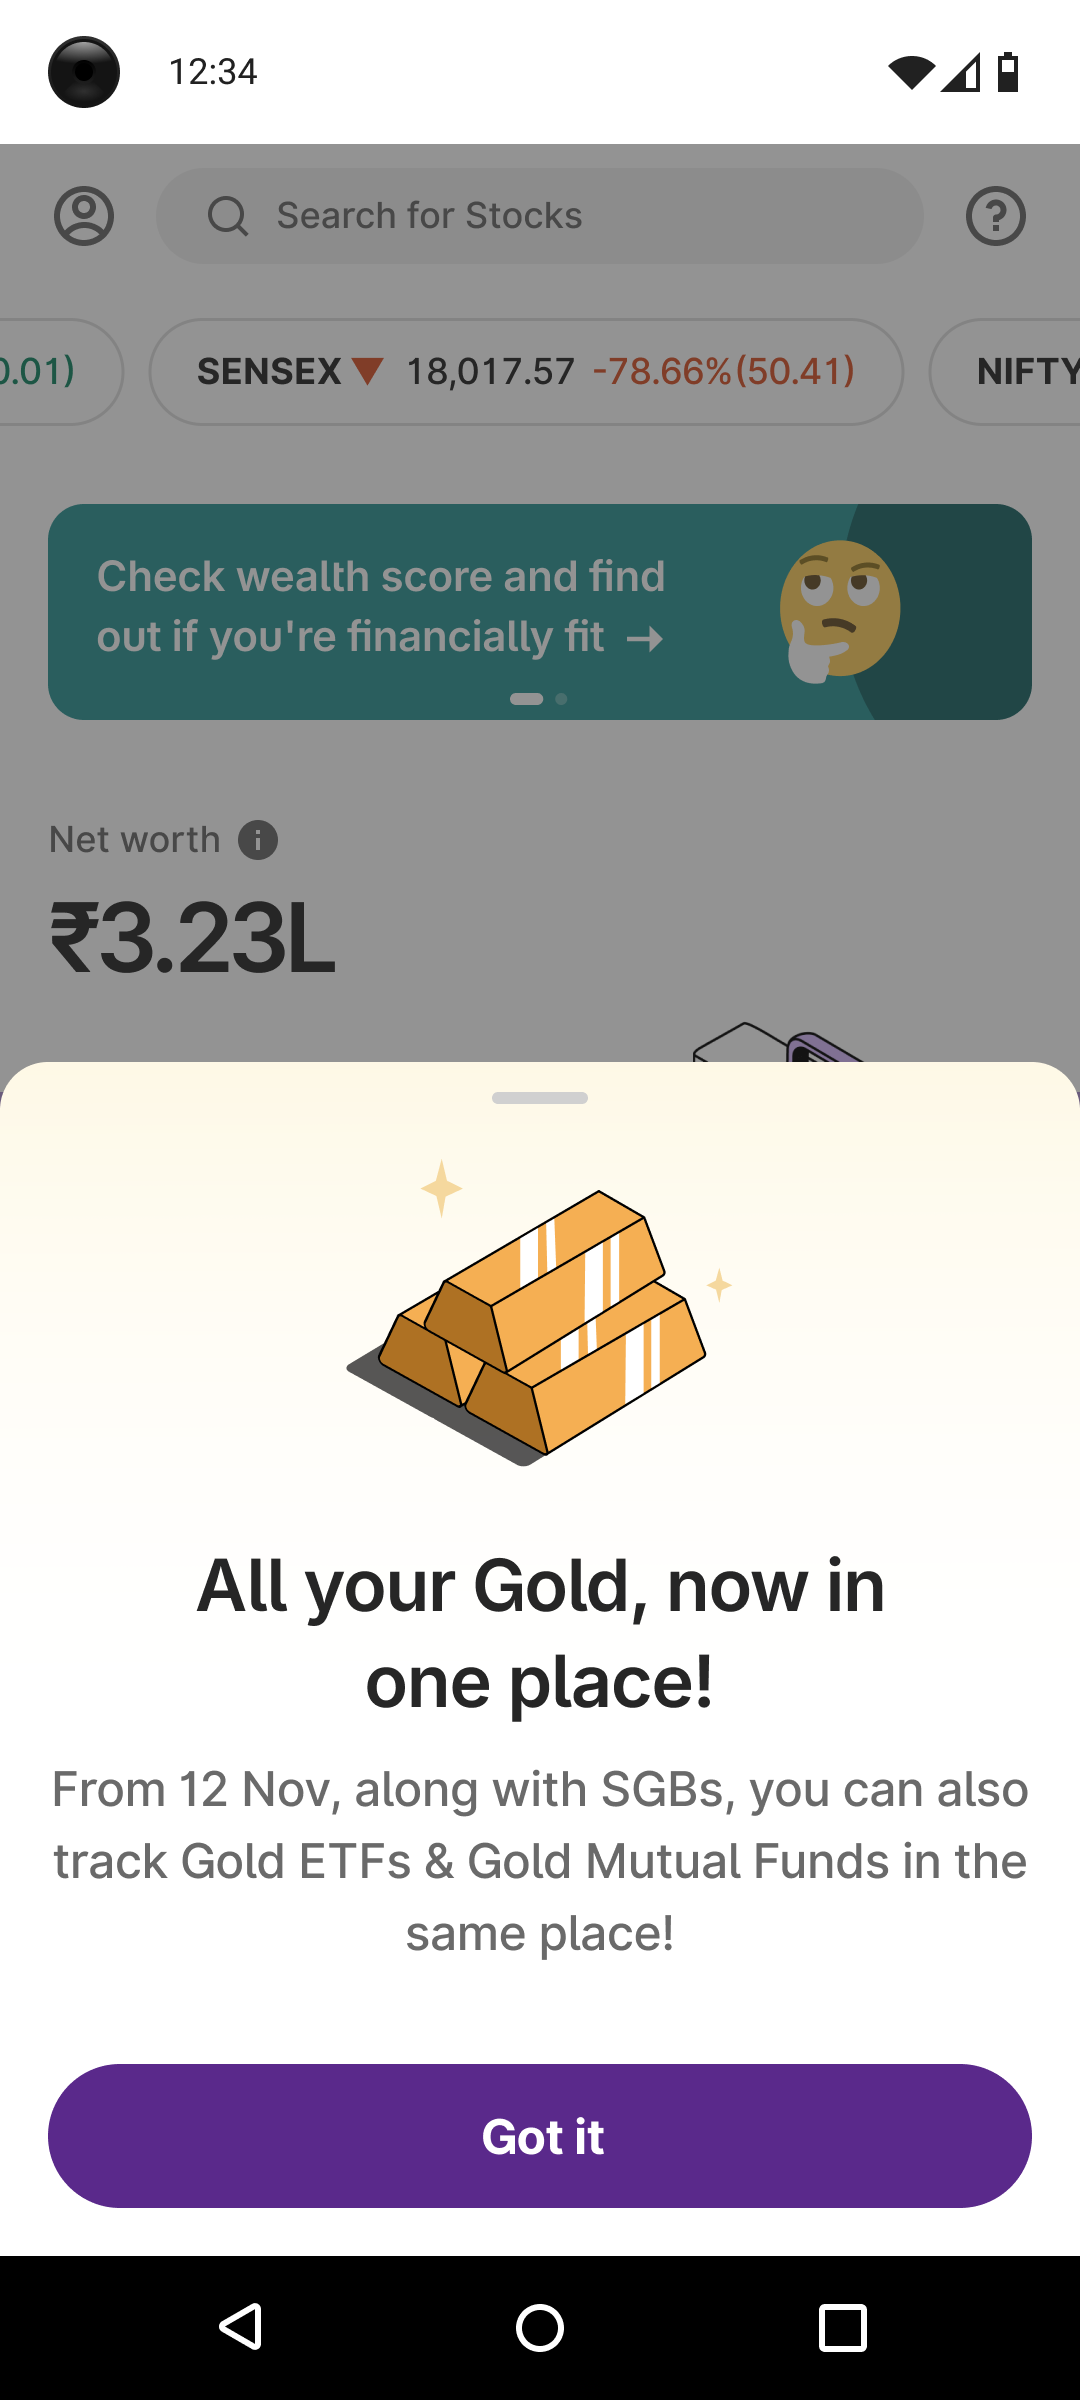 12:34
Search for Stocks
0.01)
SENSEX 18,017.57 -78.66%(50.41)
NIFTY
Check wealth score and find
out if you're financially fit →
Net worth
₹3.23L
All your Gold, now in
one place!
From 12 Nov, along with SGBs, you can also
track Gold ETFs & Gold Mutual Funds in the
same place!
Got it